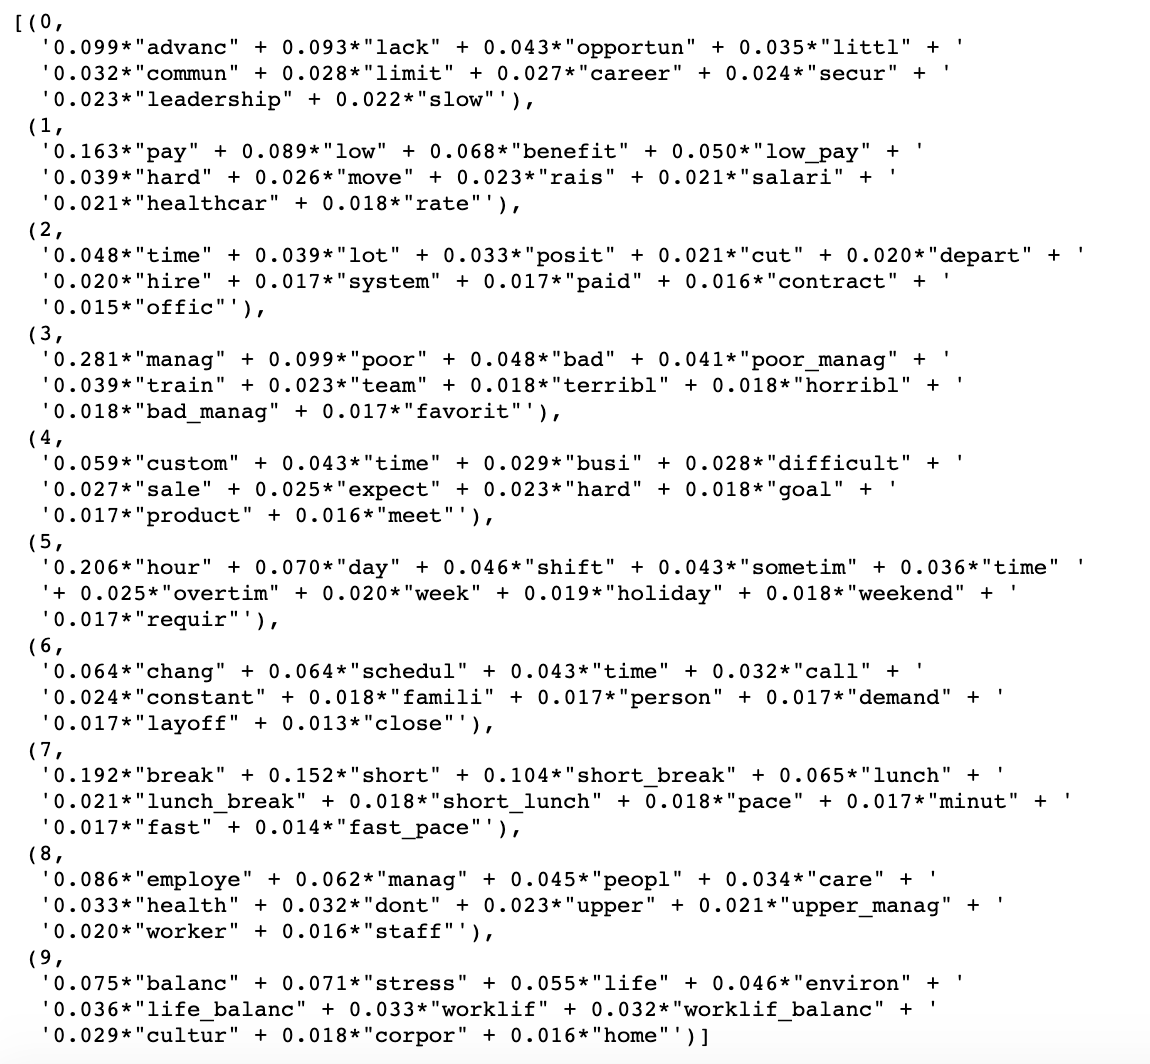 [(0,
'0.099*"advanc" + 0.093*"lack" + 0.043*"opportun" + 0.035*"littl" + '
'0.032*"commun" + 0.028*"limit" + 0.027*"career" + 0.024*"secur" + '
'0.023*"leadership" + 0.022*"slow"'),
(1,
'0.163*"pay" + 0.089*"low" + 0.068*"benefit" + 0.050*"low_pay" + '
'0.039*"hard" + 0.026*"move" + 0.023*"rais" + 0.021*"salari" + '
'0.021*"healthcar" + 0.018*"rate"'),
(2,
'0.048*"time" + 0.039*"lot" + 0.033*"posit" + 0.021*"cut" + 0.020*"depart" + '
'0.020*"hire" + 0.017*"system" + 0.017*"paid" + 0.016*"contract" + '
'0.015*"offic"'),
(3,
'0.281*"manag" + 0.099*"poor" + 0.048*"bad" + 0.041*"poor_manag" + '
'0.039*"train" + 0.023*"team" + 0.018*"terribl" + 0.018*"horribl" + '
'0.018*"bad_manag" + 0.017*"favorit"'),
(4,
'0.059*"custom" + 0.043*"time" + 0.029*"busi" + 0.028*"difficult" + '
'0.027*"sale" + 0.025*"expect" + 0.023*"hard" + 0.018*"goal" + '
'0.017*"product" + 0.016*"meet"'),
(5,
'0.206*"hour" + 0.070*"day" + 0.046*"shift" + 0.043*"sometim" + 0.036*"time" '
'+ 0.025*"overtim" + 0.020*"week" + 0.019*"holiday" + 0.018*"weekend" + '
'0.017*"requir"'),
(6,
'0.064*"chang" + 0.064*"schedul" + 0.043*"time" + 0.032*"call" + '
'0.024*"constant" + 0.018*"famili" + 0.017*"person" + 0.017*"demand" + '
'0.017*"layoff" + 0.013*"close"'),
(7,
'0.192*"break" + 0.152*"short" + 0.104*"short_break" + 0.065*"lunch" + '
'0.021*"lunch_break" + 0.018*"short_lunch" + 0.018*"pace" + 0.017*"minut" + '
'0.017*"fast" + 0.014*"fast_pace"'),
(8,
'0.086*"employe" + 0.062*"manag" + 0.045*"peopl" + 0.034*"care" + '
'0.033*"health" + 0.032*"dont" + 0.023*"upper" + 0.021*"upper_manag" + '
'0.020*"worker" + 0.016*"staff"'),
(9,
'0.075*"balanc" + 0.071*"stress" + 0.055*"life" + 0.046*"environ" + '
'0.036*"life_balanc" + 0.033*"worklif" + 0.032*"worklif_balanc" + '
'0.029*"cultur" + 0.018*"corpor" + 0.016*"home"')]